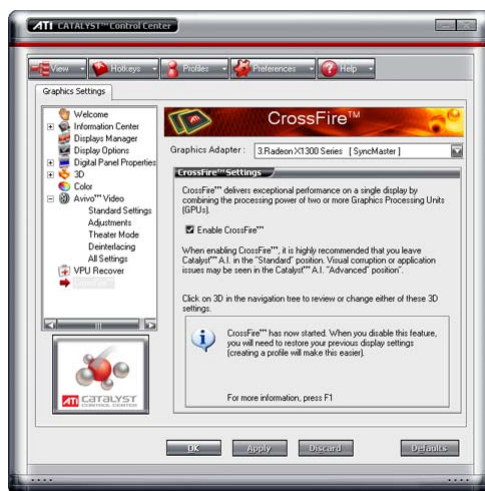 ATI CATALYST™ Control Center
View
Hotkeys
Profiles
Preferences
Help
Graphics Settings
Welcome
Information Center
Displays Manager
Display Options
Digital Panel Properties
3D
Color
Avivo™ Video
Standard Settings
Adjustments
Theater Mode
Deinterlacing
All Settings
VPU Recover
CrossFire™
Graphics Adapter :
3.Radeon X1300 Series [ SyncMaster ]
CrossFire™ Settings
CrossFire™ delivers exceptional performance on a single display by
combining the processing power of two or more Graphics Processing Units
(GPUs).
Enable CrossFire™
When enabling CrossFire™, it is highly recommended that you leave
Catalyst™ A.I. in the "Standard" position. Visual corruption or application
issues may be seen in the Catalyst™ A.I. "Advanced" position".
Click on 3D in the navigation tree to review or change either of these 3D
settings.
CrossFire™ has now started. When you disable this feature,
you will need to restore your previous display settings
(creating a profile will make this easier).
For more information, press F1
ATI CATALYST
CONTROL CENTER
OK
Apply
Discard
Defaults